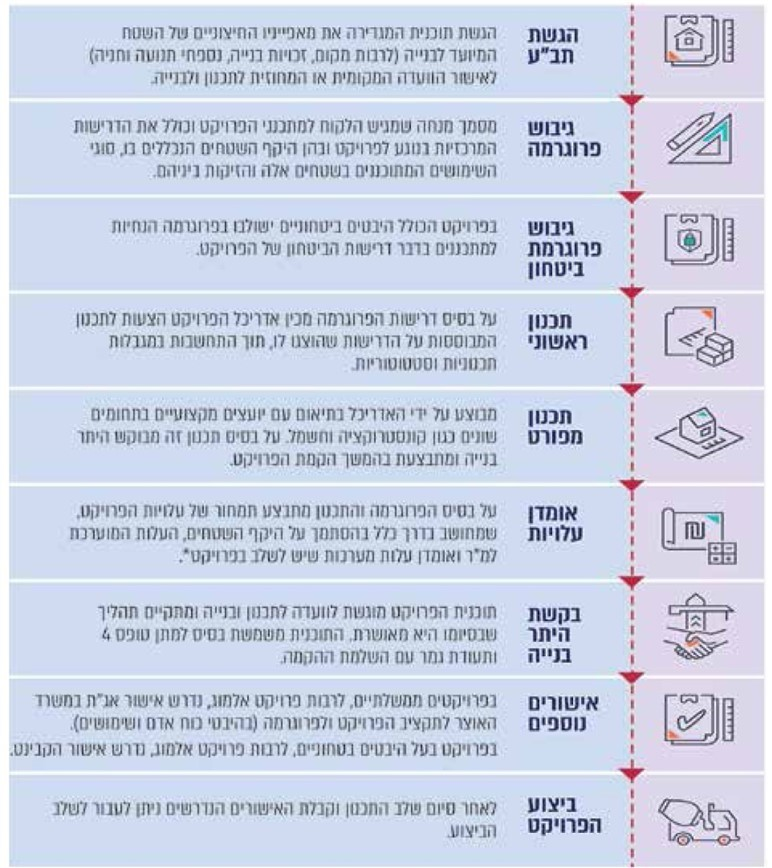 הגשת
תב"ע
הגשת תוכנית המגדירה את מאפייניו החיצוניים של השטח
המיועד לבנייה (לרבות מקום, זכויות בנייה, נספחי תנועה וחניה)
לאישור הוועדה המקומית או המחוזית לתכנון ולבנייה.
גיבוש
פרוגרמה
מסמך מנחה שמגיש הלקוח למתכנני הפרויקט וכולל את הדרישות
המרכזיות בנוגע לפרויקט ובהן היקף השטחים הנכללים בו, סוגי
השימושים המתוכננים בשטחים אלה והזיקות ביניהם.
גיבוש
פרוגרמת
ביטחון
בפרויקט הכולל היבטים ביטחוניים ישולבו בפרוגרמה הנחיות
למתכננים בדבר דרישות הביטחון של הפרויקט.
תכנון
ראשוני
על בסיס דרישות הפרוגרמה מכין אדריכל הפרויקט הצעות לתכנון
המבוססות על הדרישות שהוצגו לו, תוך התחשבות במגבלות
תכנוניות וסטטוטוריות.
תכנון
מפורט
מבוצע על ידי האדריכל בתיאום עם יועצים מקצועיים בתחומים
שונים כגון קונסטרוקציה וחשמל. על בסיס תכנון זה מבוקש היתר
בנייה ומתבצעת בהמשך הקמת הפרויקט.
אומדן
עלויות
על בסיס הפרוגרמה והתכנון מתבצע תמחור של עלויות הפרויקט,
שמחושב בדרך כלל בהסתמך על היקף השטחים, העלות המוערכת
למ"ר ואומדן עלות מערכות שיש לשלב בפרויקט*.
₪
בקשת
היתר
בנייה
תוכנית הפרויקט מוגשת לוועדה לתכנון ובנייה ומתקיים תהליך
שבסיומו היא מאושרת. התוכנית משמשת בסיס למתן טופס 4
ותעודת גמר עם השלמת ההקמה.
אישורים
נוספים
בפרויקטים ממשלתיים, לרבות פרויקט אלמוג, נדרש אישור אג"ת במשרד
האוצר לתקציב הפרויקט ולפרוגרמה (בהיבטי כוח אדם ושימושים).
בפרויקט בעל היבטים בטחוניים, לרבות פרויקט אלמוג, נדרש אישור הקבינט.
ביצוע
הפרויקט
לאחר סיום שלב התכנון וקבלת האישורים הנדרשים ניתן לעבור לשלב
הביצוע.